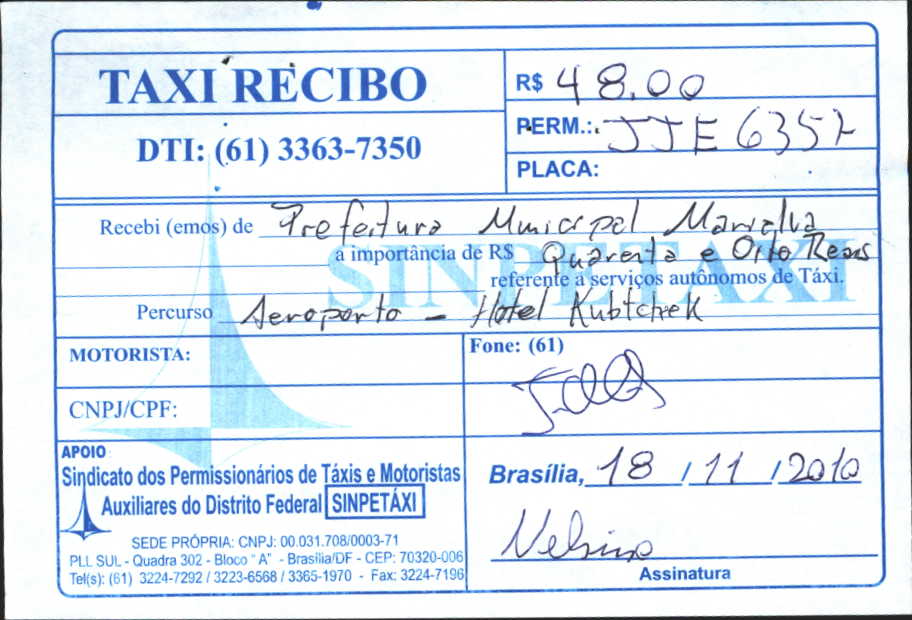 TAXI RECIBO
R$ 48,00
DTI: (61) 3363-7350
PERM.: JJE 6357
PLACA:
Recebi (emos) de Prefeitura Municipal Marialva
a importância de R$ Quarenta e Oito Reais
referente a serviços autônomos de Táxi.
SINPETAXI
Percurso Aeroporto - Hotel Kubtchek
MOTORISTA:
Fone: (61)
CNPJ/CPF:
APOIO
Sindicato dos Permissionários de Táxis e Motoristas
Auxiliares do Distrito Federal SINPETÁXI
Brasília, 18 / 11 / 2010
SEDE PRÓPRIA: CNPJ: 00.031.708/0003-71
PLL SUL - Quadra 302 - Bloco "A" - Brasília/DF - CEP: 70320-006
Tel(s): (61) 3224-7292 / 3223-6568 / 3365-1970 - Fax: 3224-7196
Assinatura